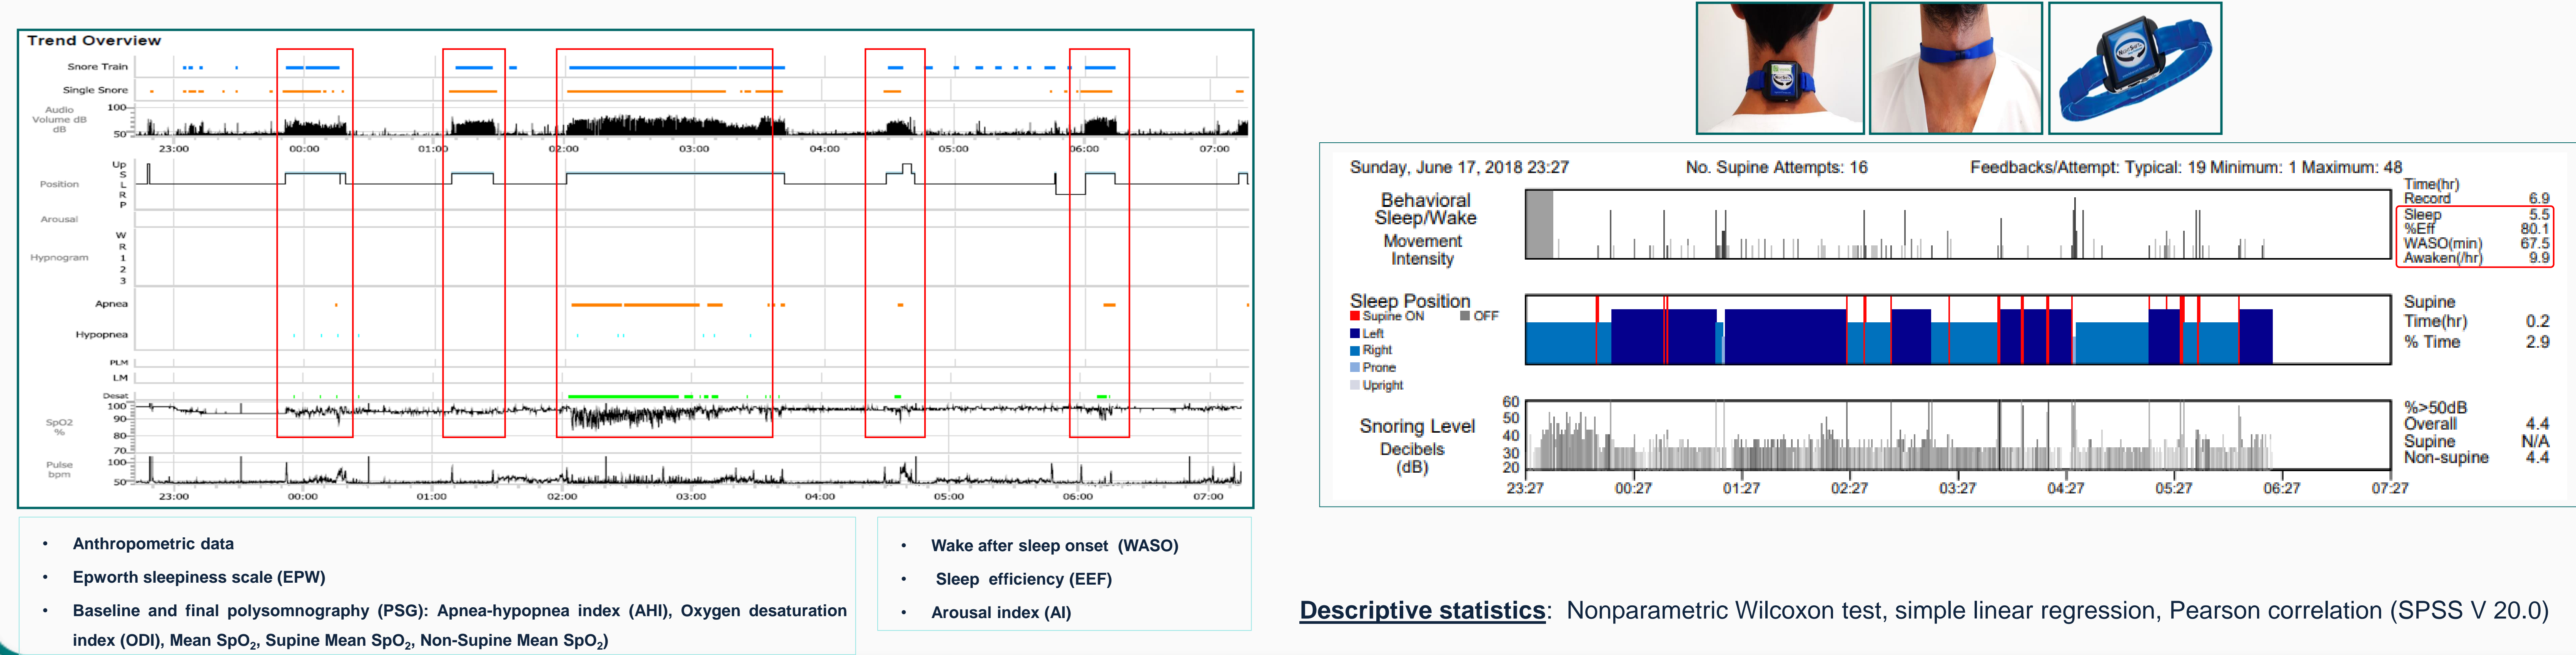 Trend Overview
Snore Train
Single Snore
Audio
Volume dB
dB
100
50
23:00 00:00 01:00 02:00 03:00 04:00 05:00 06:00 07:00
Position
Up
S
L
R
P
Arousal
Hypnogram
W
R
1
2
3
Apnea
Hypopnea
PLM
LM
Desat
SpO2
%
100
90
80
70
Pulse
bpm
100
50
23:00 00:00 01:00 02:00 03:00 04:00 05:00 06:00 07:00
• Anthropometric data
• Epworth sleepiness scale (EPW)
• Baseline and final polysomnography (PSG): Apnea-hypopnea index (AHI), Oxygen desaturation
index (ODI), Mean SpO2, Supine Mean SpO2, Non-Supine Mean SpO2)
• Wake after sleep onset (WASO)
• Sleep efficiency (EEF)
• Arousal index (AI)
Sunday, June 17, 2018 23:27 No. Supine Attempts: 16 Feedbacks/Attempt: Typical: 19 Minimum: 1 Maximum: 48
Behavioral
Sleep/Wake
Movement
Intensity
Time(hr)
Record 6.9
Sleep 5.5
%Eff 80.1
WASO(min) 67.5
Awaken(/hr) 9.9
Sleep Position
Supine ON OFF
Left
Right
Prone
Upright
Supine
Time(hr) 0.2
% Time 2.9
Snoring Level
Decibels
(dB)
60
50
40
30
20
%>50dB
Overall 4.4
Supine N/A
Non-supine 4.4
23:27 00:27 01:27 02:27 03:27 04:27 05:27 06:27 07:27
Descriptive statistics: Nonparametric Wilcoxon test, simple linear regression, Pearson correlation (SPSS V 20.0)